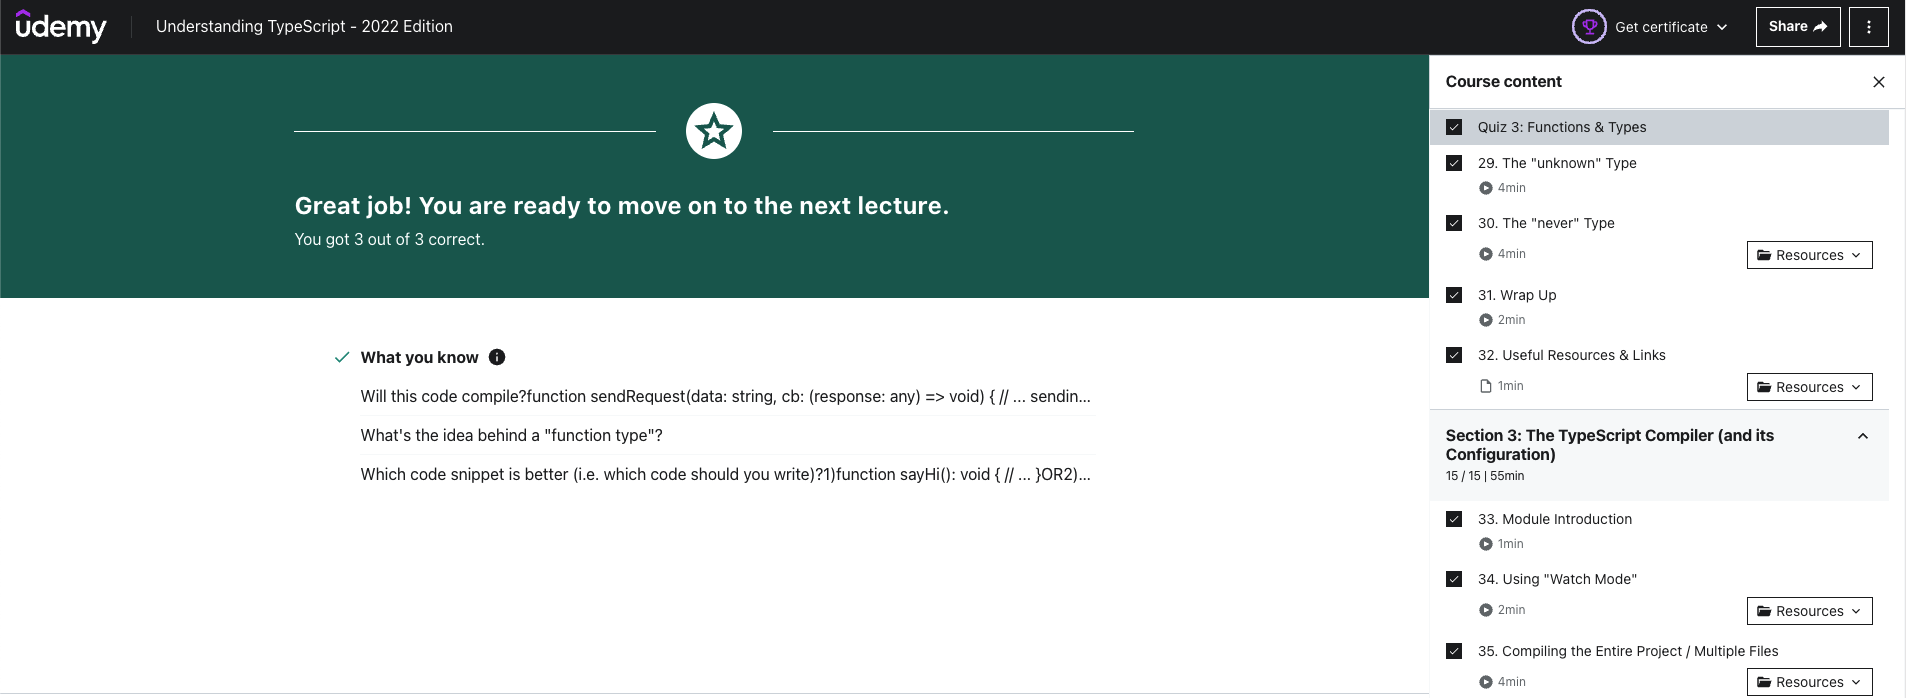 udemy
Understanding TypeScript - 2022 Edition
Get certificate
Share
Great job! You are ready to move on to the next lecture.
You got 3 out of 3 correct.
What you know
Will this code compile?function sendRequest(data: string, cb: (response: any) => void) { // ... sendin...
What's the idea behind a "function type"?
Which code snippet is better (i.e. which code should you write)?1)function sayHi(): void { // ... }OR2)...
Course content
Quiz 3: Functions & Types
29. The "unknown" Type
4min
30. The "never" Type
4min
Resources
31. Wrap Up
2min
32. Useful Resources & Links
1min
Resources
Section 3: The TypeScript Compiler (and its
Configuration)
15 / 15 | 55min
33. Module Introduction
1min
34. Using "Watch Mode"
2min
Resources
35. Compiling the Entire Project / Multiple Files
4min
Resources